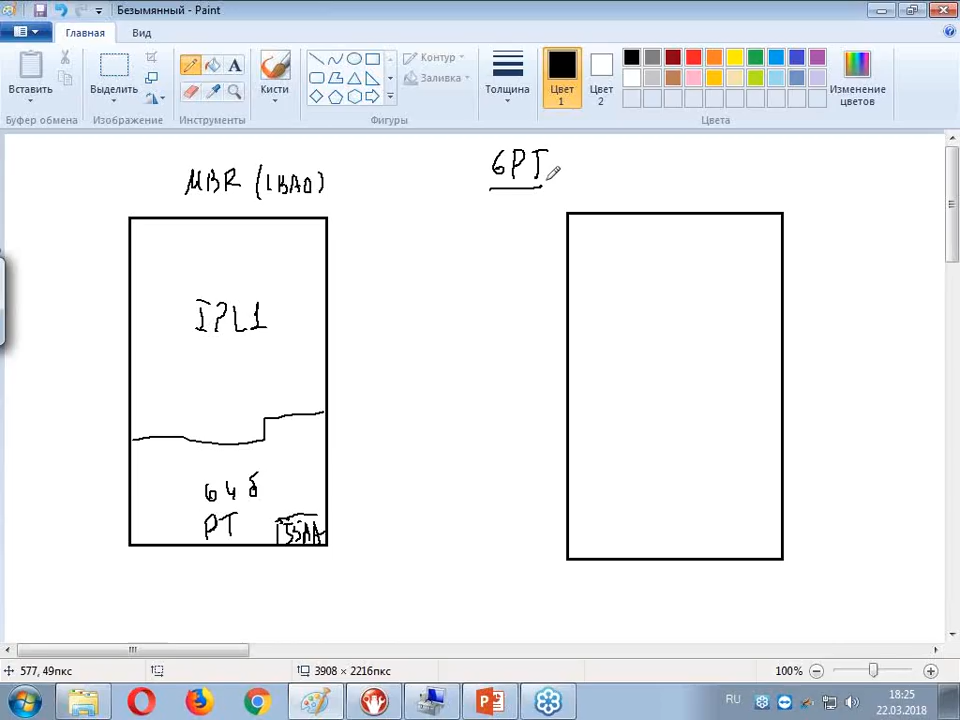 Безымянный - Paint
Главная
Вид
Вставить
Выделить
A
Кисти
Контур
Заливка
Толщина
Цвет
1
Цвет
2
Изменение
цветов
Буфер обмена
Изображение
Инструменты
Фигуры
Цвета
MBR (LBA0)
GPT
IPL1
64б
PT
55AA
577, 49пкс
3908 × 2216пкс
100%
RU
18:25
22.03.2018